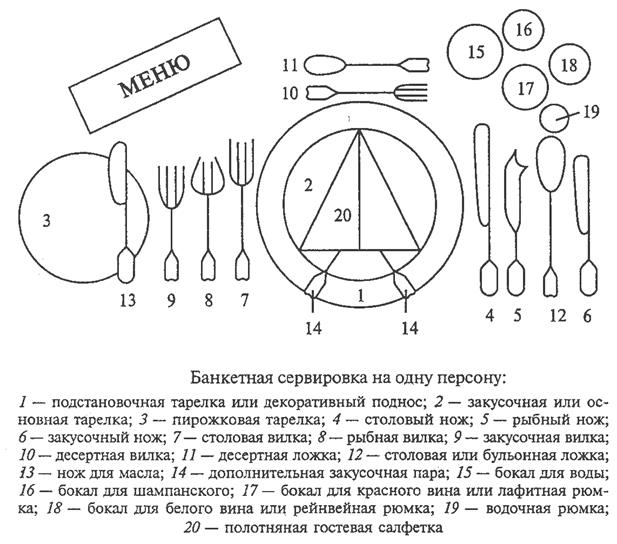 МЕНЮ
16
15
18
11
17
10
19
1
2
3
20
1
13
9
8
7
14
14
4
5
12
6
Банкетная сервировка на одну персону:
1 — подстановочная тарелка или декоративный поднос; 2 — закусочная или ос-
новная тарелка; 3 — пирожковая тарелка; 4 — столовый нож; 5 — рыбный нож;
6 — закусочный нож; 7 — столовая вилка; 8 — рыбная вилка; 9 — закусочная вилка;
10 — десертная вилка; 11 — десертная ложка; 12 — столовая или бульонная ложка;
13 — нож для масла; 14 — дополнительная закусочная пара; 15 — бокал для воды;
16 — бокал для шампанского; 17 — бокал для красного вина или лафитная рюм-
ка; 18 — бокал для белого вина или рейнвейная рюмка; 19 — водочная рюмка;
20 — полотняная гостевая салфетка